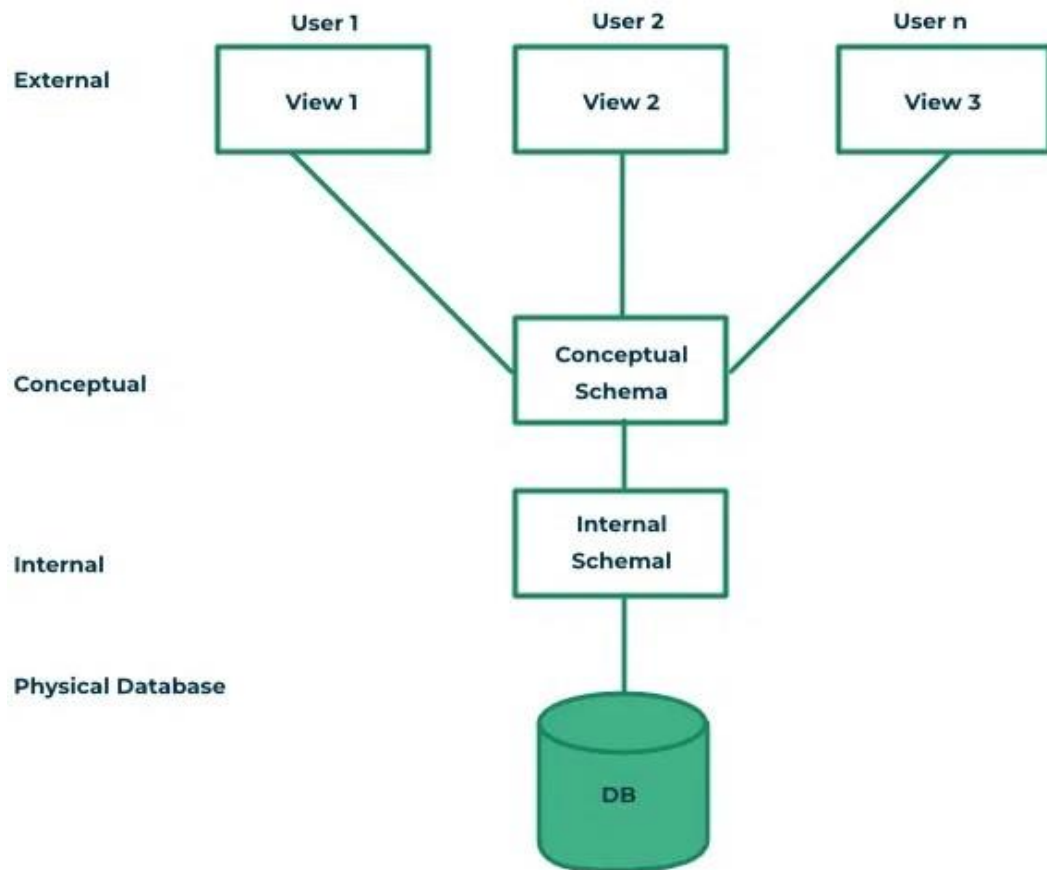 User 1
User 2
User n
External
View 1
View 2
View 3
Conceptual
Schema
Conceptual
Internal
Schemal
Internal
Physical Database
DB